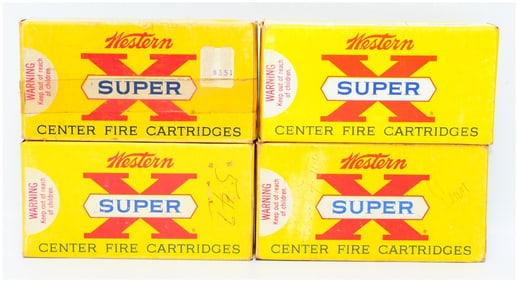 Western
X
WARNING
Keep out of reach
of children.
SUPER
CENTER FIRE CARTRIDGES
Western
X
WARNING
Keep out of reach
of children.
SUPER
CENTER FIRE CARTRIDGES
Western
X
WARNING
Keep out of reach
of children.
SUPER
CENTER FIRE CARTRIDGES
Western
X
WARNING
Keep out of reach
of children.
SUPER
CENTER FIRE CARTRIDGES